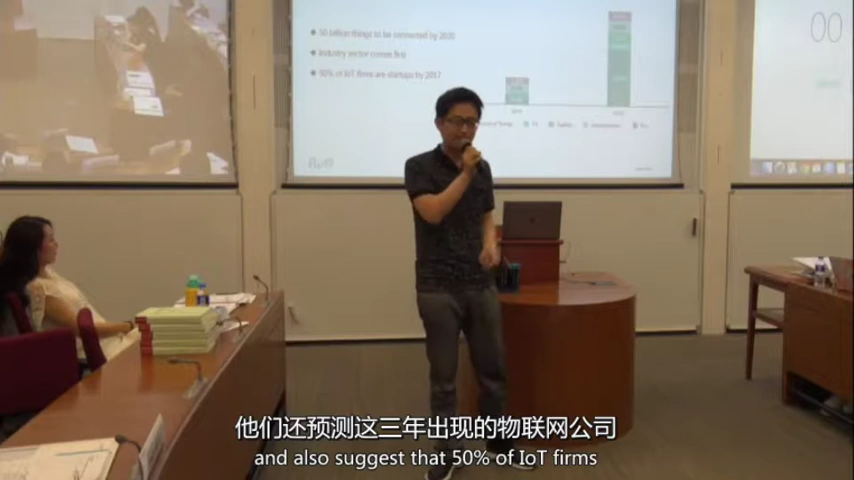 50 billion things to be connected by 2020
Industry sector comes first
50% of IoT firms are startups by 2017
00
他们还预测这三年出现的物联网公司
and also suggest that 50% of IoT firms